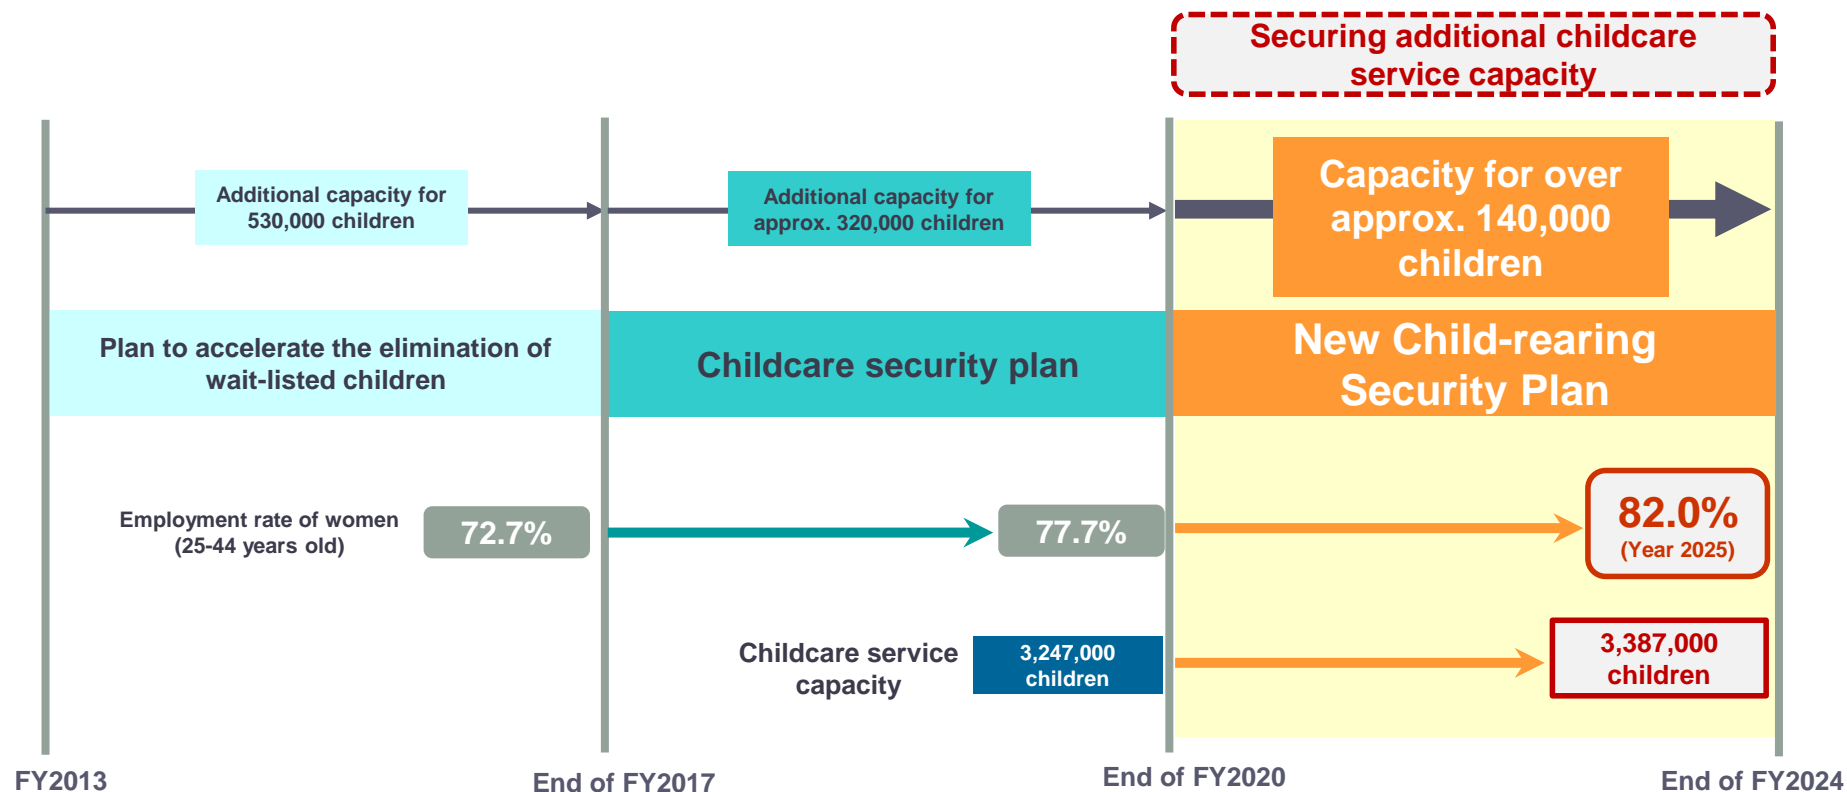 Securing additional childcare
service capacity
Additional capacity for
530,000 children
Additional capacity for
approx. 320,000 children
Capacity for over
approx. 140,000
children
Plan to accelerate the elimination of
wait-listed children
Childcare security plan
New Child-rearing
Security Plan
Employment rate of women
(25-44 years old)
72.7%
77.7%
82.0%
(Year 2025)
Childcare service
capacity
3,247,000
children
3,387,000
children
FY2013
End of FY2017
End of FY2020
End of FY2024